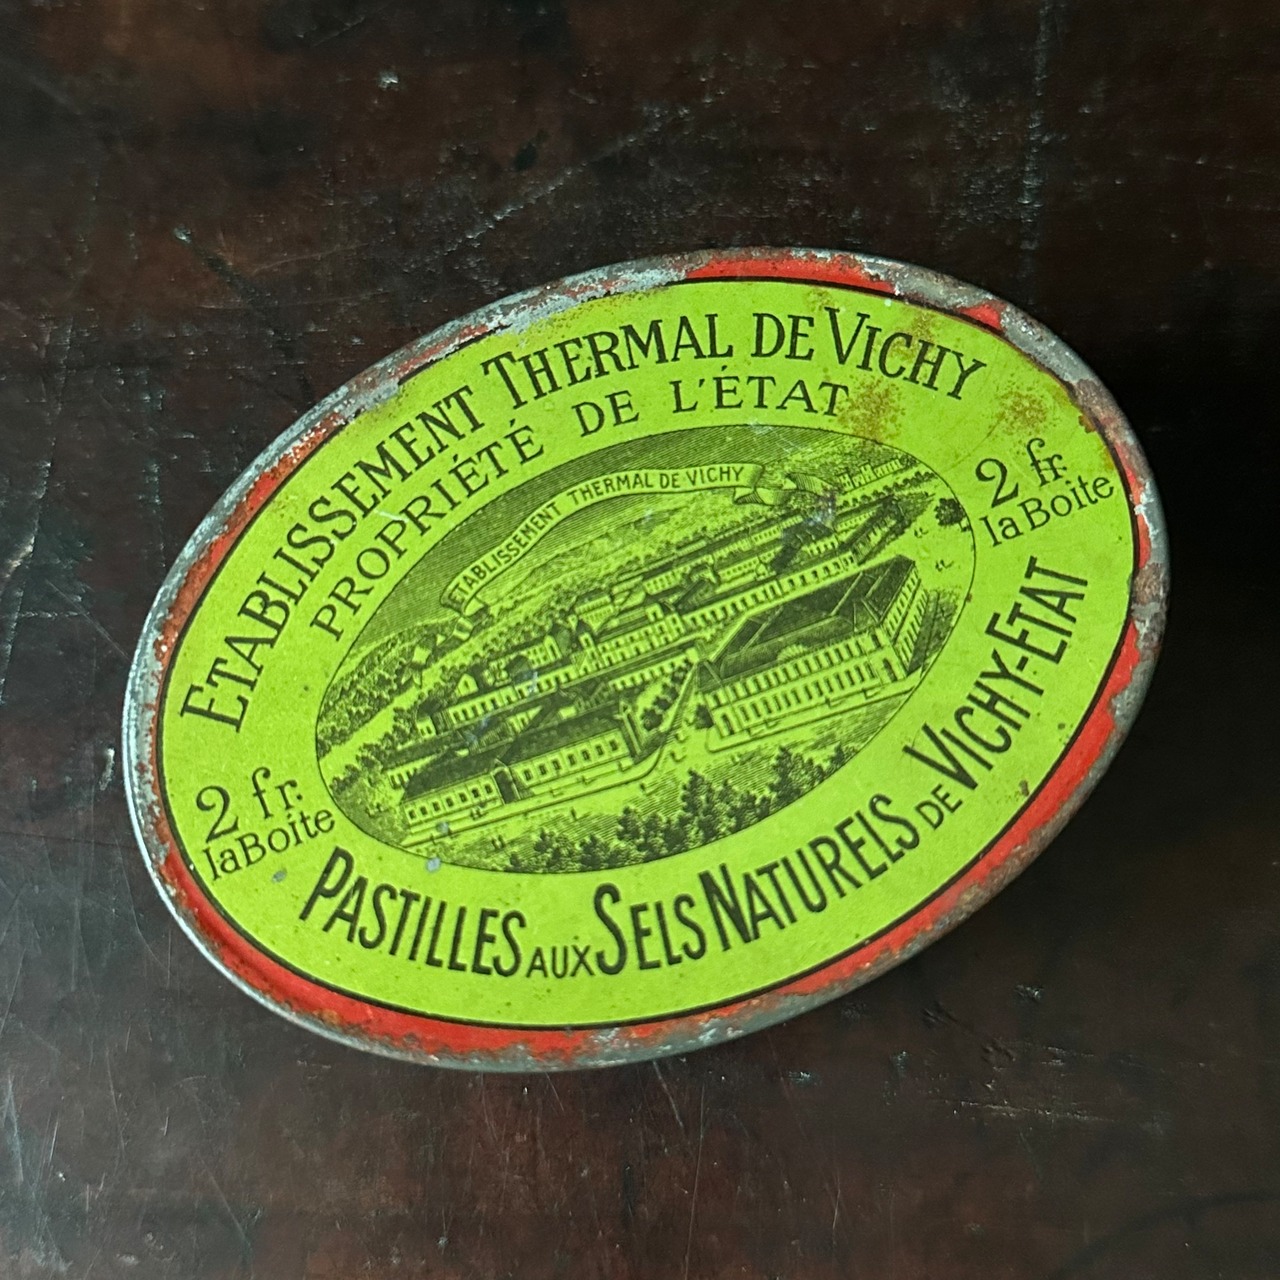 ETABLISSEMENT THERMAL DE VICHY
PROPRIÉTÉ DE L'ÉTAT
ETABLISSEMENT THERMAL DE VICHY
2 fr.
la Boite
2 fr.
la Boite
PASTILLES AUX SELS NATURELS DE VICHY-ETAT